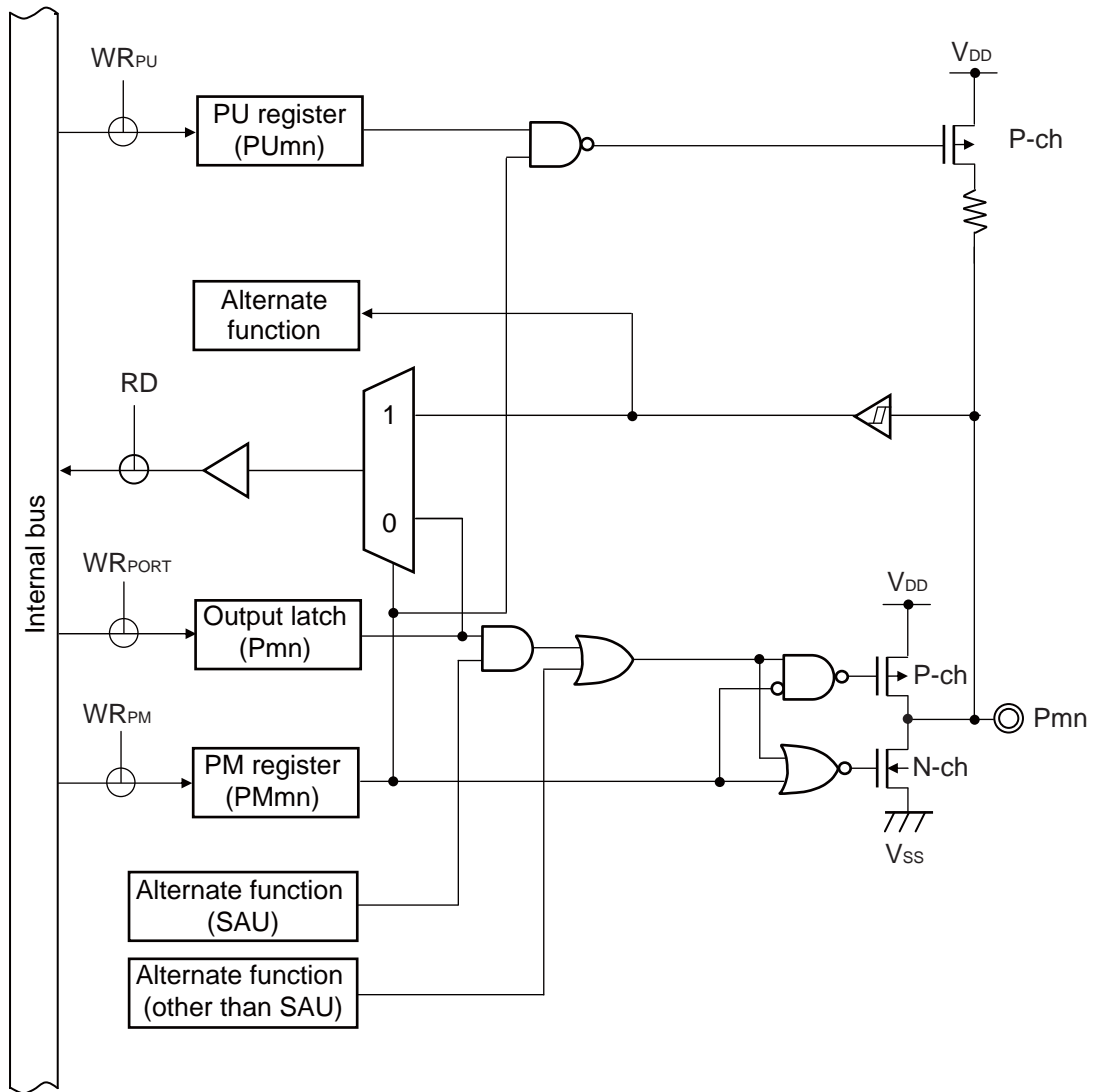 WRPU
VDD
PU register
(PUmn)
P-ch
Alternate
function
RD
1
0
Internal bus
WRPORT
Output latch
(Pmn)
VDD
P-ch
Pmn
WRPM
PM register
(PMmn)
N-ch
VSS
Alternate function
(SAU)
Alternate function
(other than SAU)